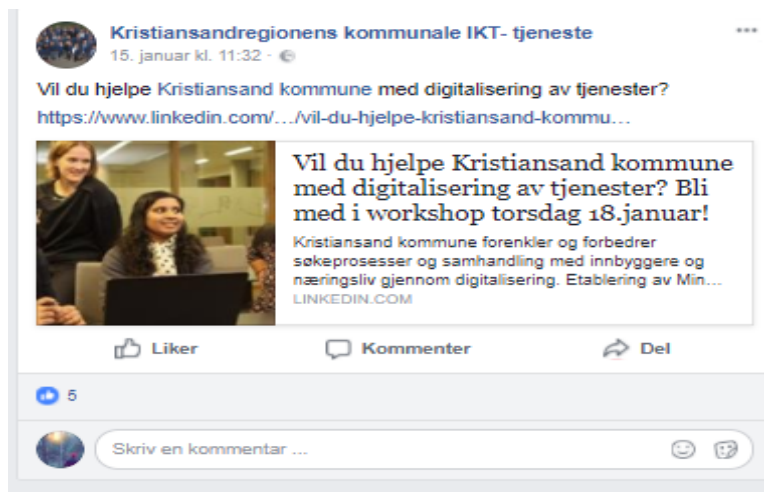 Kristiansandregionens kommunale IKT- tjeneste
15. januar kl. 11:32 ·
Vil du hjelpe Kristiansand kommune med digitalisering av tjenester?
https://www.linkedin.com/…/vil-du-hjelpe-kristiansand-kommu…
Vil du hjelpe Kristiansand kommune
med digitalisering av tjenester? Bli
med i workshop torsdag 18.januar!
Kristiansand kommune forenkler og forbedrer
søkeprosesser og samhandling med innbyggere og
næringsliv gjennom digitalisering. Etablering av Min...
LINKEDIN.COM
Liker Kommenter Del
5
Skriv en kommentar ...